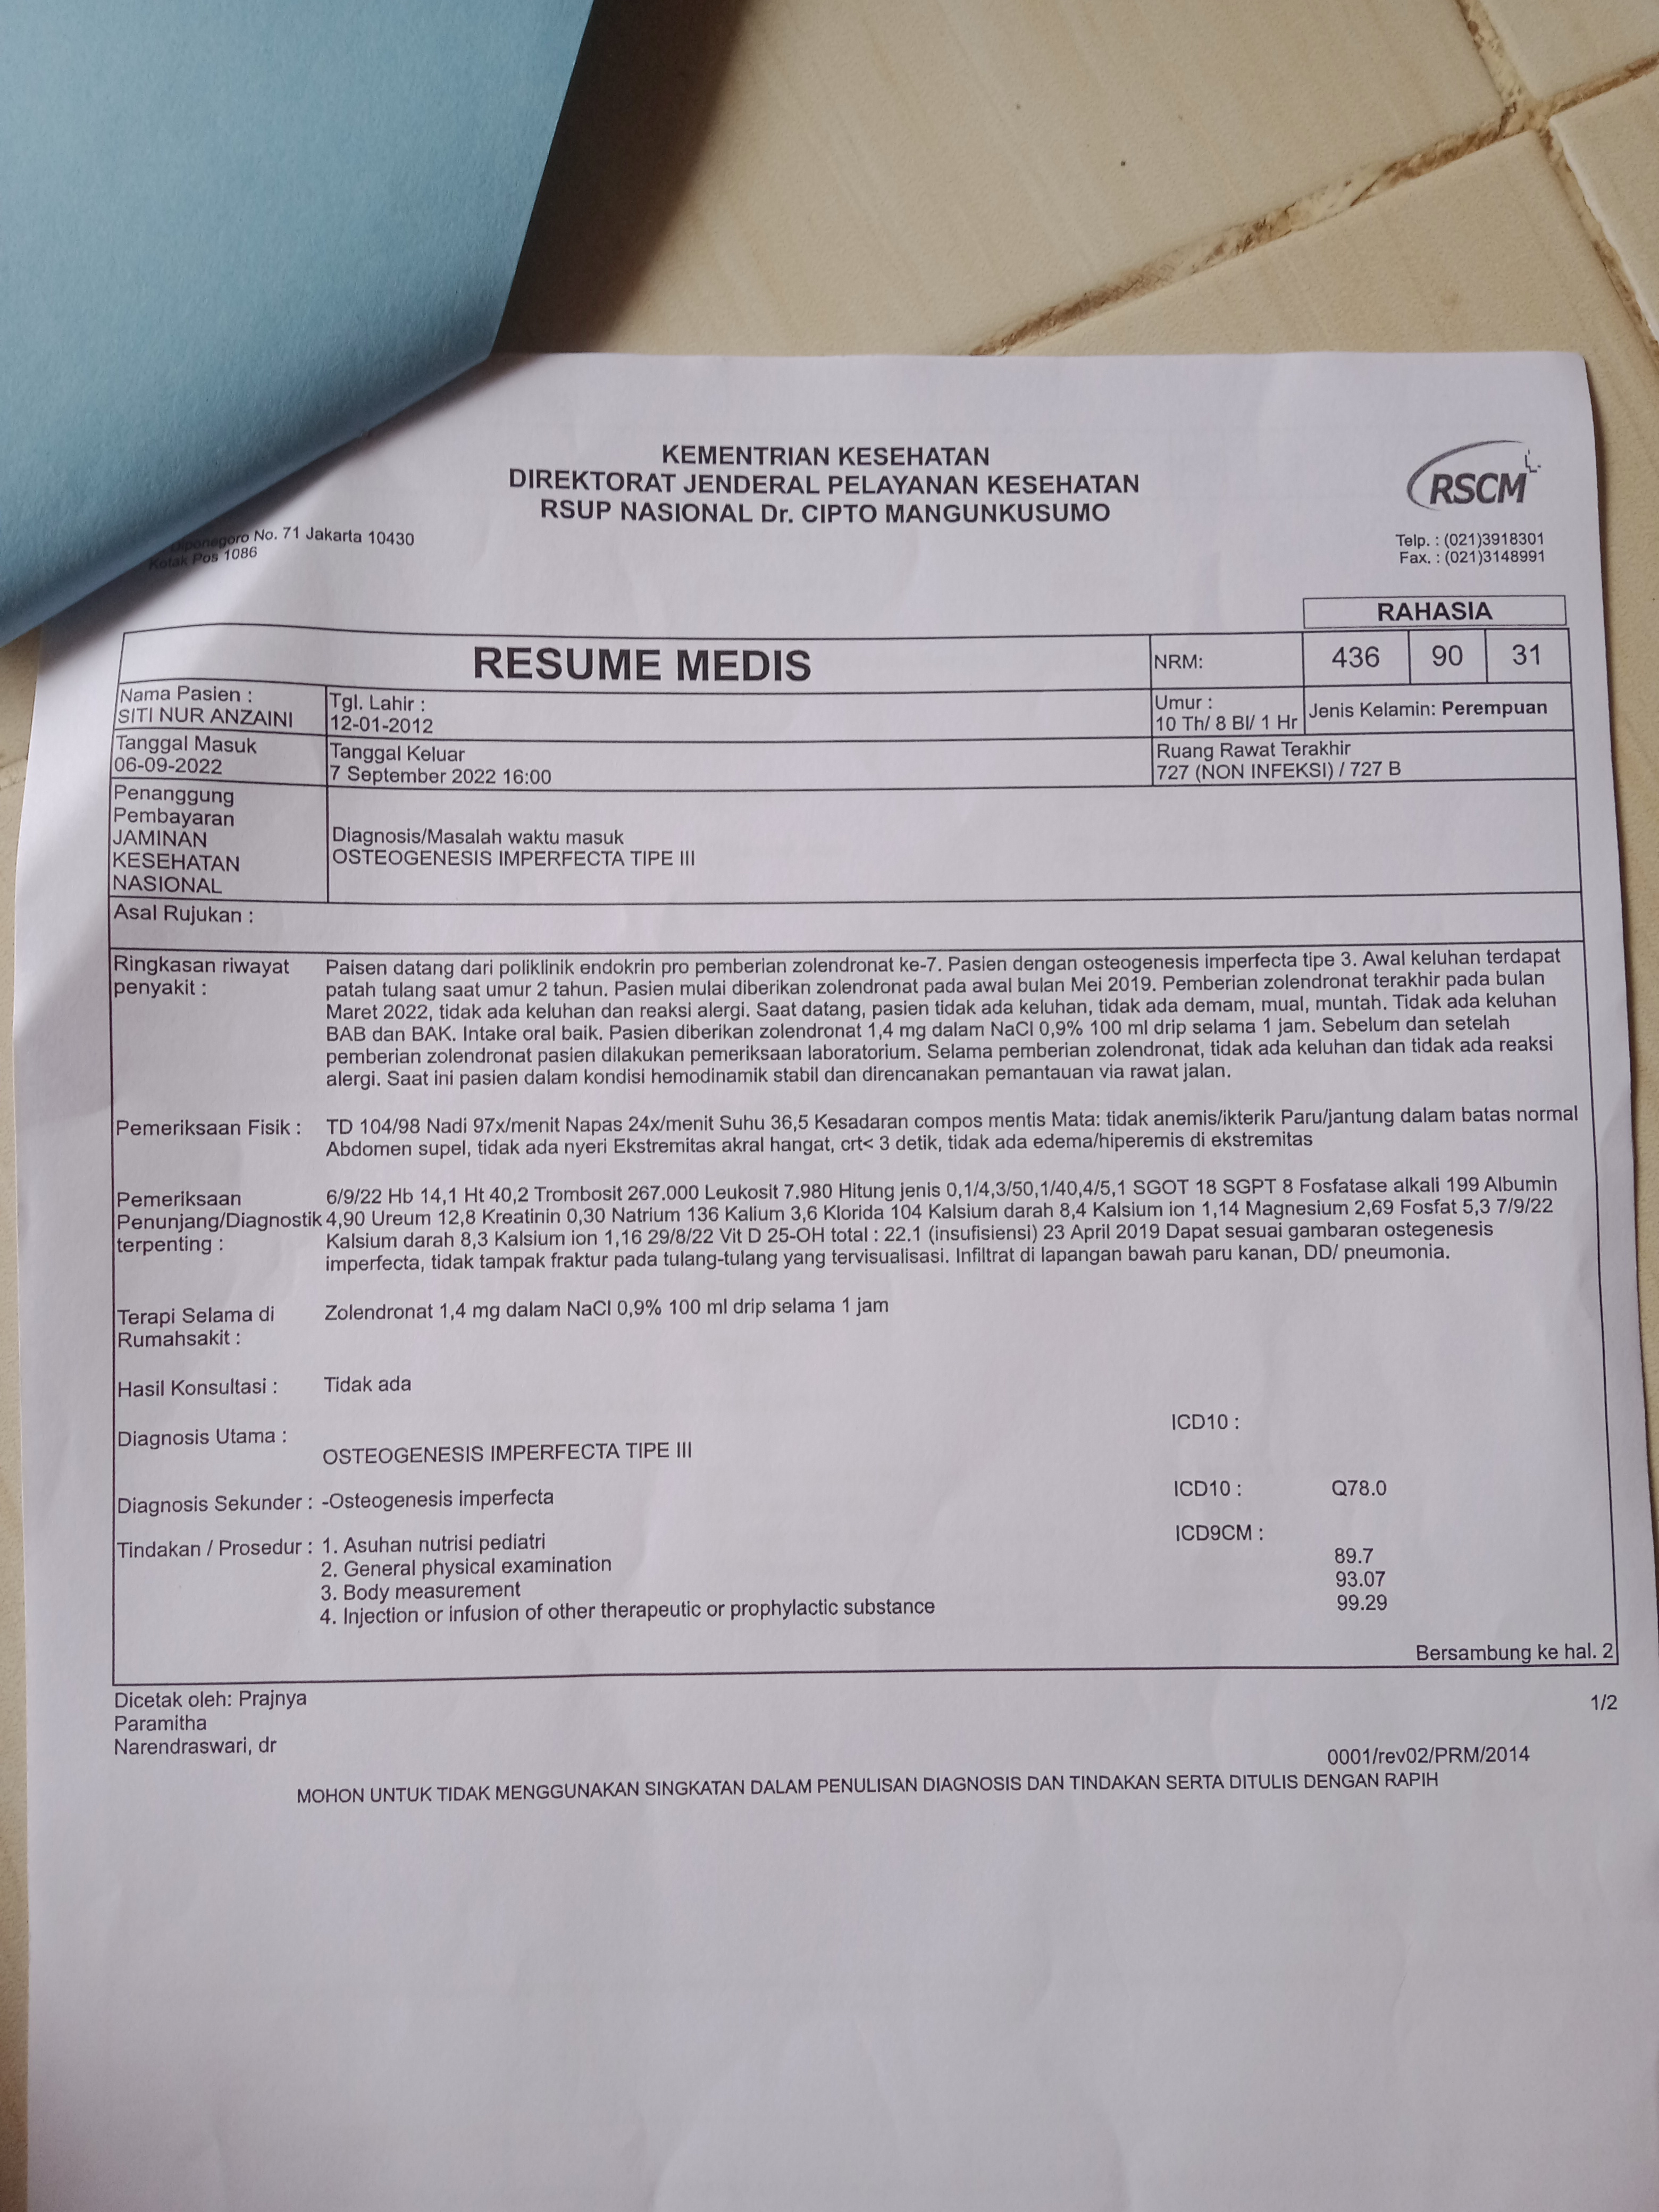 KEMENTRIAN KESEHATAN
DIREKTORAT JENDERAL PELAYANAN KESEHATAN
RSUP NASIONAL Dr. CIPTO MANGUNKUSUMO
RSCM
Diponegoro No. 71 Jakarta 10430
Kotak Pos 1086
Telp. : (021)3918301
Fax. : (021)3148991
RAHASIA
RESUME MEDIS
NRM:
436 90 31
Nama Pasien :
SITI NUR ANZAINI
Tgl. Lahir :
12-01-2012
Umur :
10 Th/ 8 Bl/ 1 Hr
Jenis Kelamin: Perempuan
Tanggal Masuk
06-09-2022
Tanggal Keluar
7 September 2022 16:00
Ruang Rawat Terakhir
727 (NON INFEKSI) / 727 B
Penanggung
Pembayaran
JAMINAN
KESEHATAN
NASIONAL
Diagnosis/Masalah waktu masuk
OSTEOGENESIS IMPERFECTA TIPE III
Asal Rujukan :
Ringkasan riwayat
penyakit :
Paisen datang dari poliklinik endokrin pro pemberian zolendronat ke-7. Pasien dengan osteogenesis imperfecta tipe 3. Awal keluhan terdapat
patah tulang saat umur 2 tahun. Pasien mulai diberikan zolendronat pada awal bulan Mei 2019. Pemberian zolendronat terakhir pada bulan
Maret 2022, tidak ada keluhan dan reaksi alergi. Saat datang, pasien tidak ada keluhan, tidak ada demam, mual, muntah. Tidak ada keluhan
BAB dan BAK. Intake oral baik. Pasien diberikan zolendronat 1,4 mg dalam NaCl 0,9% 100 ml drip selama 1 jam. Sebelum dan setelah
pemberian zolendronat pasien dilakukan pemeriksaan laboratorium. Selama pemberian zolendronat, tidak ada keluhan dan tidak ada reaksi
alergi. Saat ini pasien dalam kondisi hemodinamik stabil dan direncanakan pemantauan via rawat jalan.
Pemeriksaan Fisik :
TD 104/98 Nadi 97x/menit Napas 24x/menit Suhu 36,5 Kesadaran compos mentis Mata: tidak anemis/ikterik Paru/jantung dalam batas normal
Abdomen supel, tidak ada nyeri Ekstremitas akral hangat, crt< 3 detik, tidak ada edema/hiperemis di ekstremitas
Pemeriksaan
Penunjang/Diagnostik
terpenting :
6/9/22 Hb 14,1 Ht 40,2 Trombosit 267.000 Leukosit 7.980 Hitung jenis 0,1/4,3/50,1/40,4/5,1 SGOT 18 SGPT 8 Fosfatase alkali 199 Albumin
4,90 Ureum 12,8 Kreatinin 0,30 Natrium 136 Kalium 3,6 Klorida 104 Kalsium darah 8,4 Kalsium ion 1,14 Magnesium 2,69 Fosfat 5,3 7/9/22
Kalsium darah 8,3 Kalsium ion 1,16 29/8/22 Vit D 25-OH total : 22.1 (insufisiensi) 23 April 2019 Dapat sesuai gambaran ostegenesis
imperfecta, tidak tampak fraktur pada tulang-tulang yang tervisualisasi. Infiltrat di lapangan bawah paru kanan, DD/ pneumonia.
Terapi Selama di
Rumahsakit :
Zolendronat 1,4 mg dalam NaCl 0,9% 100 ml drip selama 1 jam
Hasil Konsultasi :
Tidak ada
Diagnosis Utama :
ICD10 :
OSTEOGENESIS IMPERFECTA TIPE III
Diagnosis Sekunder : -Osteogenesis imperfecta
ICD10 : Q78.0
Tindakan / Prosedur : 1. Asuhan nutrisi pediatri
ICD9CM :
2. General physical examination
89.7
3. Body measurement
93.07
4. Injection or infusion of other therapeutic or prophylactic substance
99.29
Bersambung ke hal. 2
Dicetak oleh: Prajnya
Paramitha
Narendraswari, dr
1/2
0001/rev02/PRM/2014
MOHON UNTUK TIDAK MENGGUNAKAN SINGKATAN DALAM PENULISAN DIAGNOSIS DAN TINDAKAN SERTA DITULIS DENGAN RAPIH